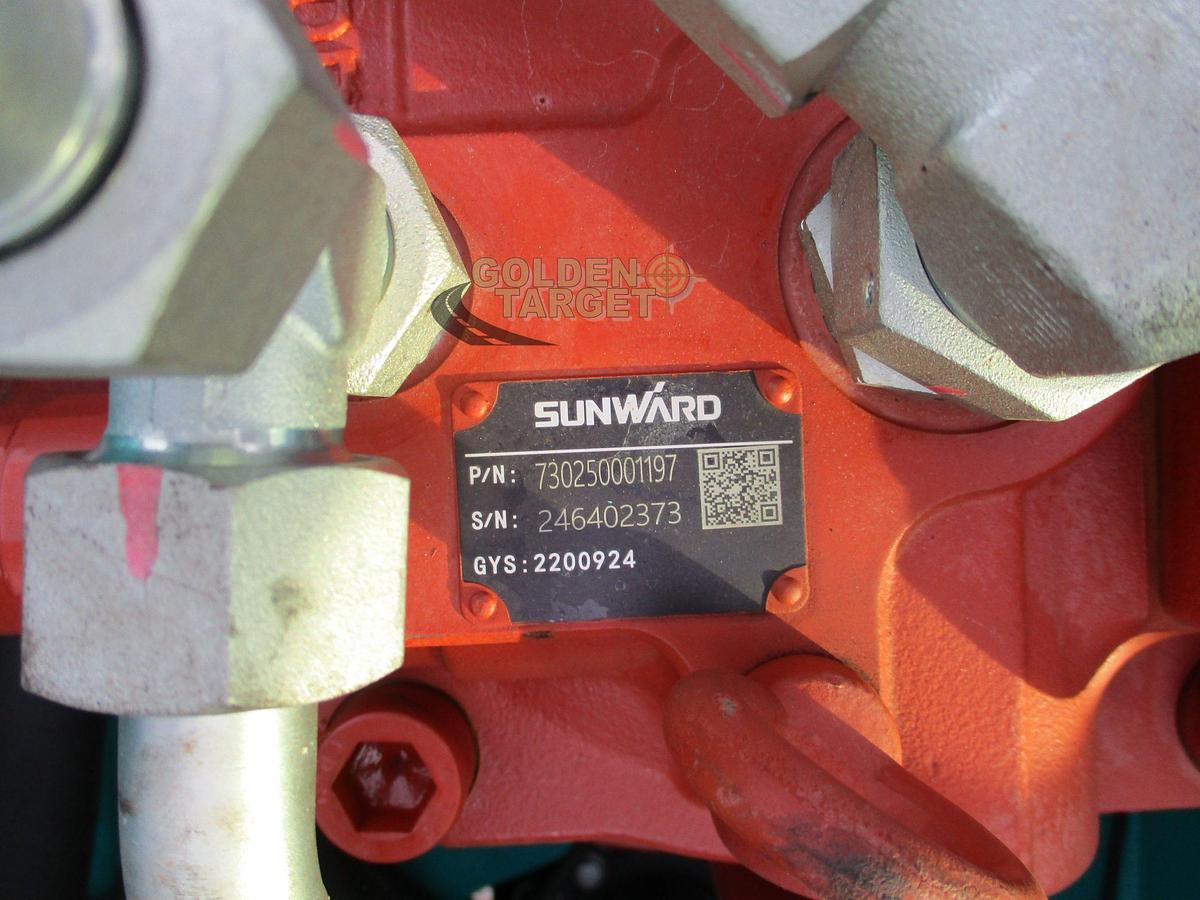 GOLDEN
TARGET
SUNWARD
P/N: 730250001197
S/N: 246402373
GYS:2200924